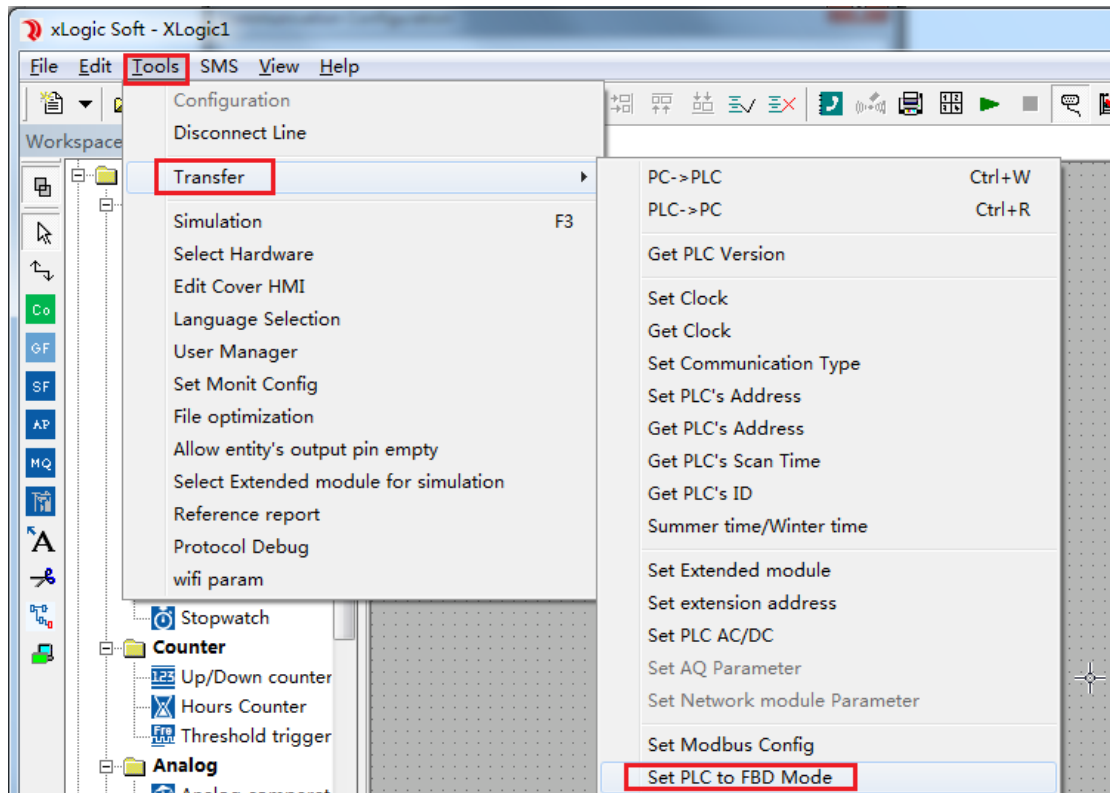 xLogic Soft - XLogic1
File Edit Tools SMS View Help
Workspace
Configuration
Disconnect Line
Transfer
Simulation F3
Select Hardware
Edit Cover HMI
Language Selection
User Manager
Set Monit Config
File optimization
Allow entity's output pin empty
Select Extended module for simulation
Reference report
Protocol Debug
wifi param
PC->PLC Ctrl+W
PLC->PC Ctrl+R
Get PLC Version
Set Clock
Get Clock
Set Communication Type
Set PLC's Address
Get PLC's Address
Get PLC's Scan Time
Get PLC's ID
Summer time/Winter time
Set Extended module
Set extension address
Set PLC AC/DC
Set AQ Parameter
Set Network module Parameter
Set Modbus Config
Set PLC to FBD Mode
Co
GF
SF
AP
MQ
A
Stopwatch
Counter
123 Up/Down counter
Hours Counter
Fre Threshold trigger
Analog